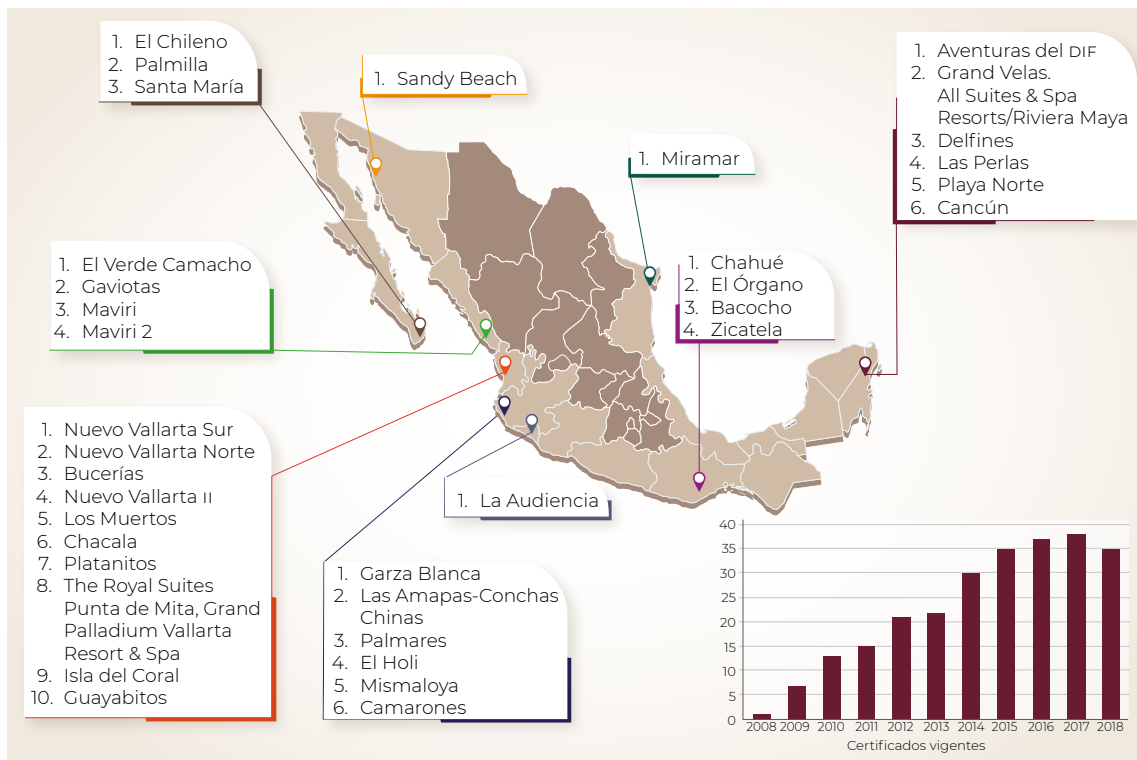 1. El Chileno
2. Palmilla
3. Santa María
1. Sandy Beach
1. Aventuras del DIF
2. Grand Velas.
All Suites & Spa
Resorts/Riviera Maya
3. Delfines
4. Las Perlas
5. Playa Norte
6. Cancún
1. Miramar
1. El Verde Camacho
2. Gaviotas
3. Maviri
4. Maviri 2
1. Chahué
2. El Órgano
3. Bacocho
4. Zicatela
1. Nuevo Vallarta Sur
2. Nuevo Vallarta Norte
3. Bucerías
4. Nuevo Vallarta II
5. Los Muertos
6. Chacala
7. Platanitos
8. The Royal Suites
Punta de Mita, Grand
Palladium Vallarta
Resort & Spa
9. Isla del Coral
10. Guayabitos
1. La Audiencia
1. Garza Blanca
2. Las Amapas-Conchas
Chinas
3. Palmares
4. El Holi
5. Mismaloya
6. Camarones
40
35
30
25
20
15
10
5
0
2008 2009 2010 2011 2012 2013 2014 2015 2016 2017 2018
Certificados vigentes